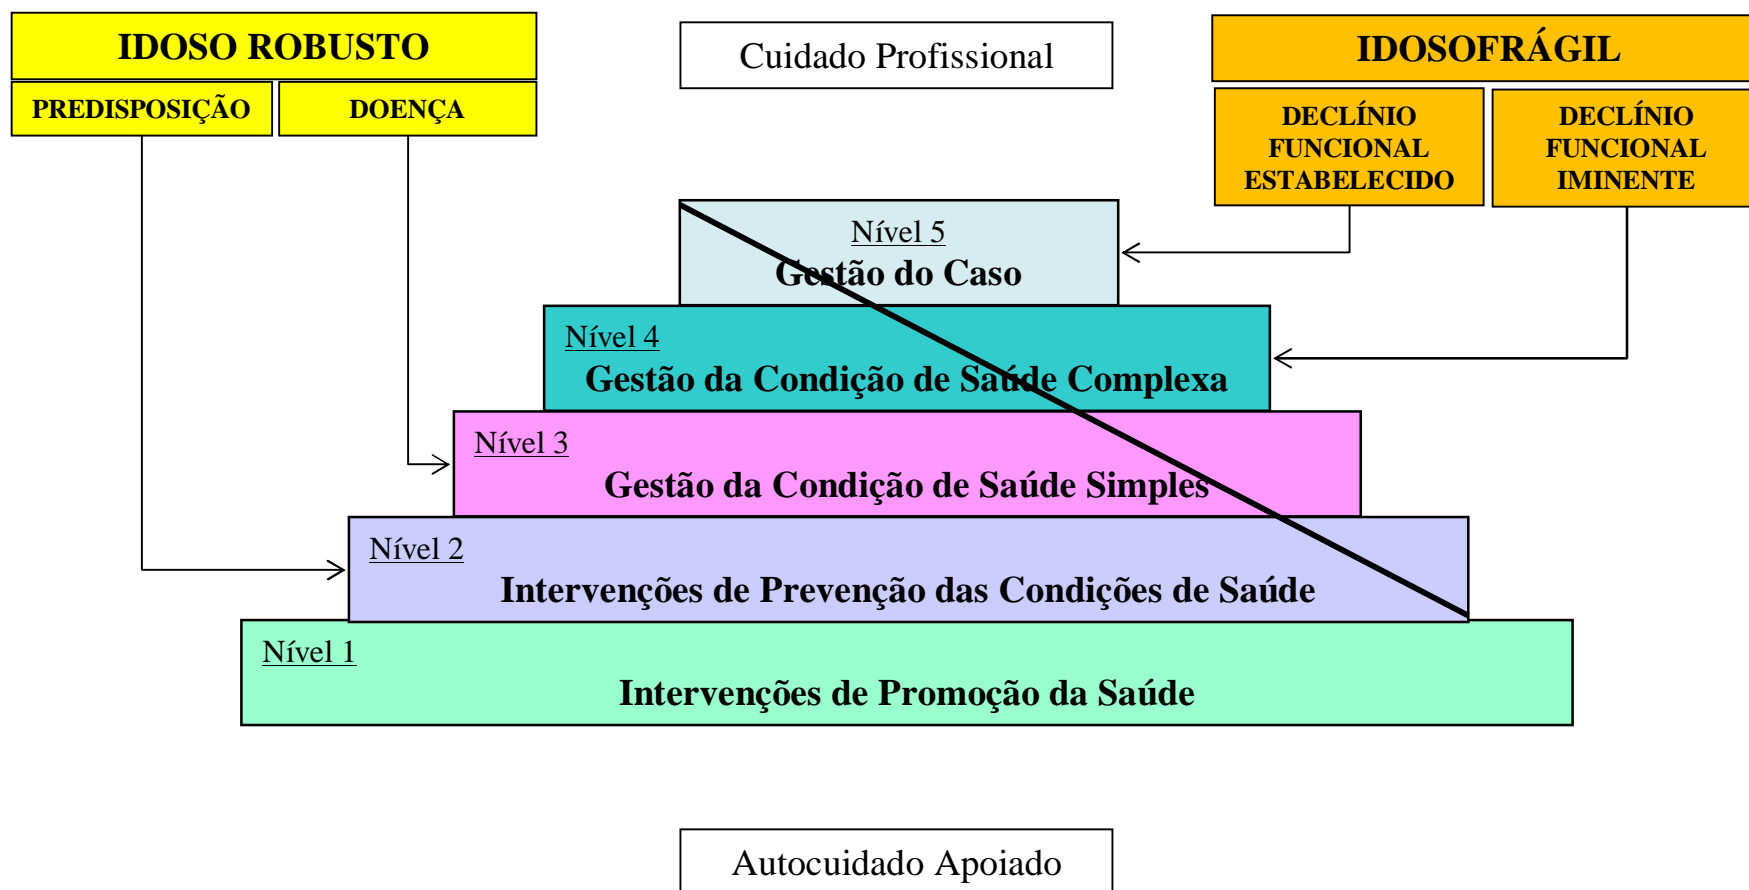 IDOSO ROBUSTO
PREDISPOSIÇÃO
DOENÇA
Cuidado Profissional
IDOSOFRÁGIL
DECLÍNIO
FUNCIONAL
ESTABELECIDO
DECLÍNIO
FUNCIONAL
IMINENTE
Nível 5
Gestão do Caso
Nível 4
Gestão da Condição de Saúde Complexa
Nível 3
Gestão da Condição de Saúde Simples
Nível 2
Intervenções de Prevenção das Condições de Saúde
Nível 1
Intervenções de Promoção da Saúde
Autocuidado Apoiado